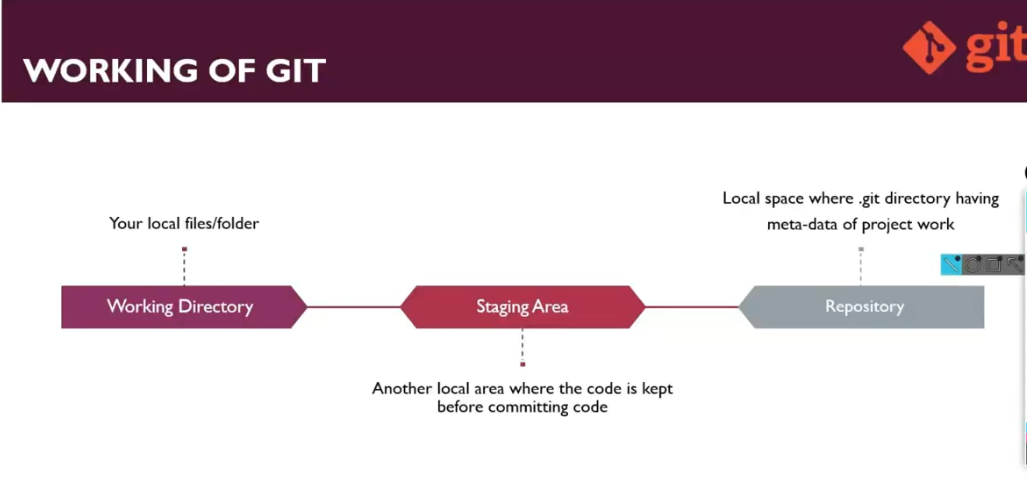 WORKING OF GIT
git
Your local files/folder
Local space where .git directory having
meta-data of project work
Working Directory
Staging Area
Repository
Another local area where the code is kept
before committing code